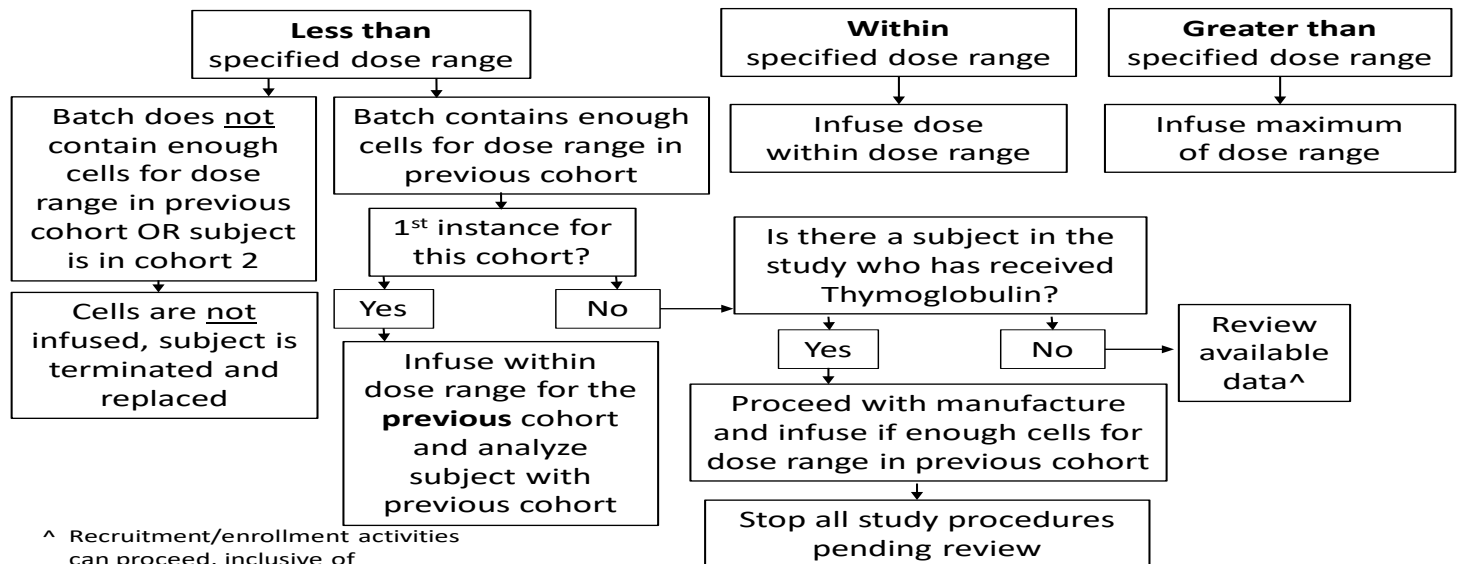 Less than
specified dose range
Within
specified dose range
Greater than
specified dose range
Batch does not
contain enough
cells for dose
range in previous
cohort OR subject
is in cohort 2
Batch contains enough
cells for dose range in
previous cohort
Infuse dose
within dose range
Infuse maximum
of dose range
1st instance for
this cohort?
Is there a subject in the
study who has received
Thymoglobulin?
Cells are not
infused, subject is
terminated and
replaced
Yes
No
Yes
No
Review
available
data^
Infuse within
dose range for the
previous cohort
and analyze
subject with
previous cohort
Proceed with manufacture
and infuse if enough cells for
dose range in previous cohort
Stop all study procedures
pending review
^ Recruitment/enrollment activities
can proceed, inclusive of